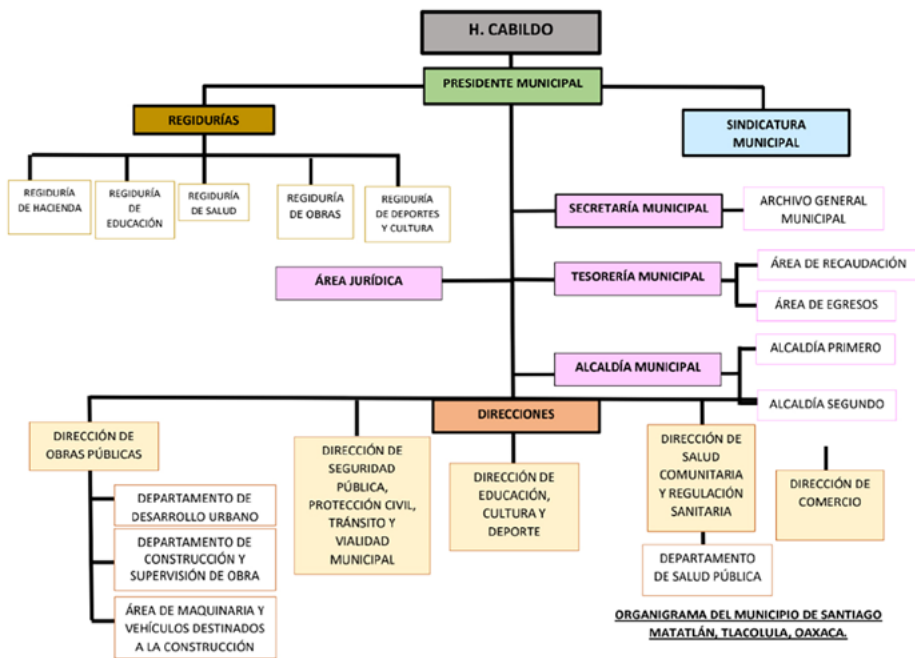 H. CABILDO
PRESIDENTE MUNICIPAL
REGIDURÍAS
SINDICATURA
MUNICIPAL
REGIDURÍA
DE HACIENDA
REGIDURÍA
DE
EDUCACIÓN
REGIDURÍA
DE SALUD
REGIDURÍA
DE OBRAS
REGIDURÍA
DE DEPORTES
Y CULTURA
SECRETARÍA MUNICIPAL
ARCHIVO GENERAL
MUNICIPAL
ÁREA JURÍDICA
TESORERÍA MUNICIPAL
ÁREA DE RECAUDACIÓN
ÁREA DE EGRESOS
ALCALDÍA MUNICIPAL
ALCALDÍA PRIMERO
ALCALDÍA SEGUNDO
DIRECCIONES
DIRECCIÓN DE
OBRAS PÚBLICAS
DEPARTAMENTO DE
DESARROLLO URBANO
DEPARTAMENTO DE
CONSTRUCCIÓN Y
SUPERVISIÓN DE OBRA
ÁREA DE MAQUINARIA Y
VEHÍCULOS DESTINADOS
A LA CONSTRUCCIÓN
DIRECCIÓN DE
SEGURIDAD
PÚBLICA,
PROTECCIÓN CIVIL,
TRÁNSITO Y
VIALIDAD
MUNICIPAL
DIRECCIÓN DE
EDUCACIÓN,
CULTURA Y
DEPORTE
DIRECCIÓN DE
SALUD
COMUNITARIA
Y REGULACIÓN
SANITARIA
DEPARTAMENTO
DE SALUD PÚBLICA
DIRECCIÓN DE
COMERCIO
ORGANIGRAMA DEL MUNICIPIO DE SANTIAGO
MATATLÁN, TLACOLULA, OAXACA.